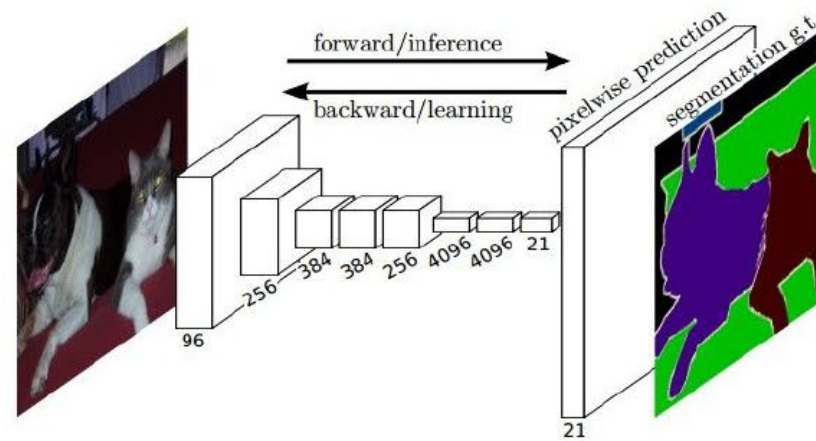 forward/inference
backward/learning
pixelwise prediction
segmentation g.t.
96
256
384
384
256
4096
4096
21
21